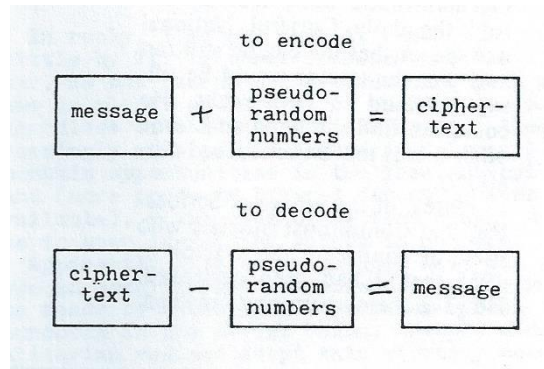 to encode
message + pseudo-
random
numbers = cipher-
text
to decode
cipher-
text - pseudo-
random
numbers = message